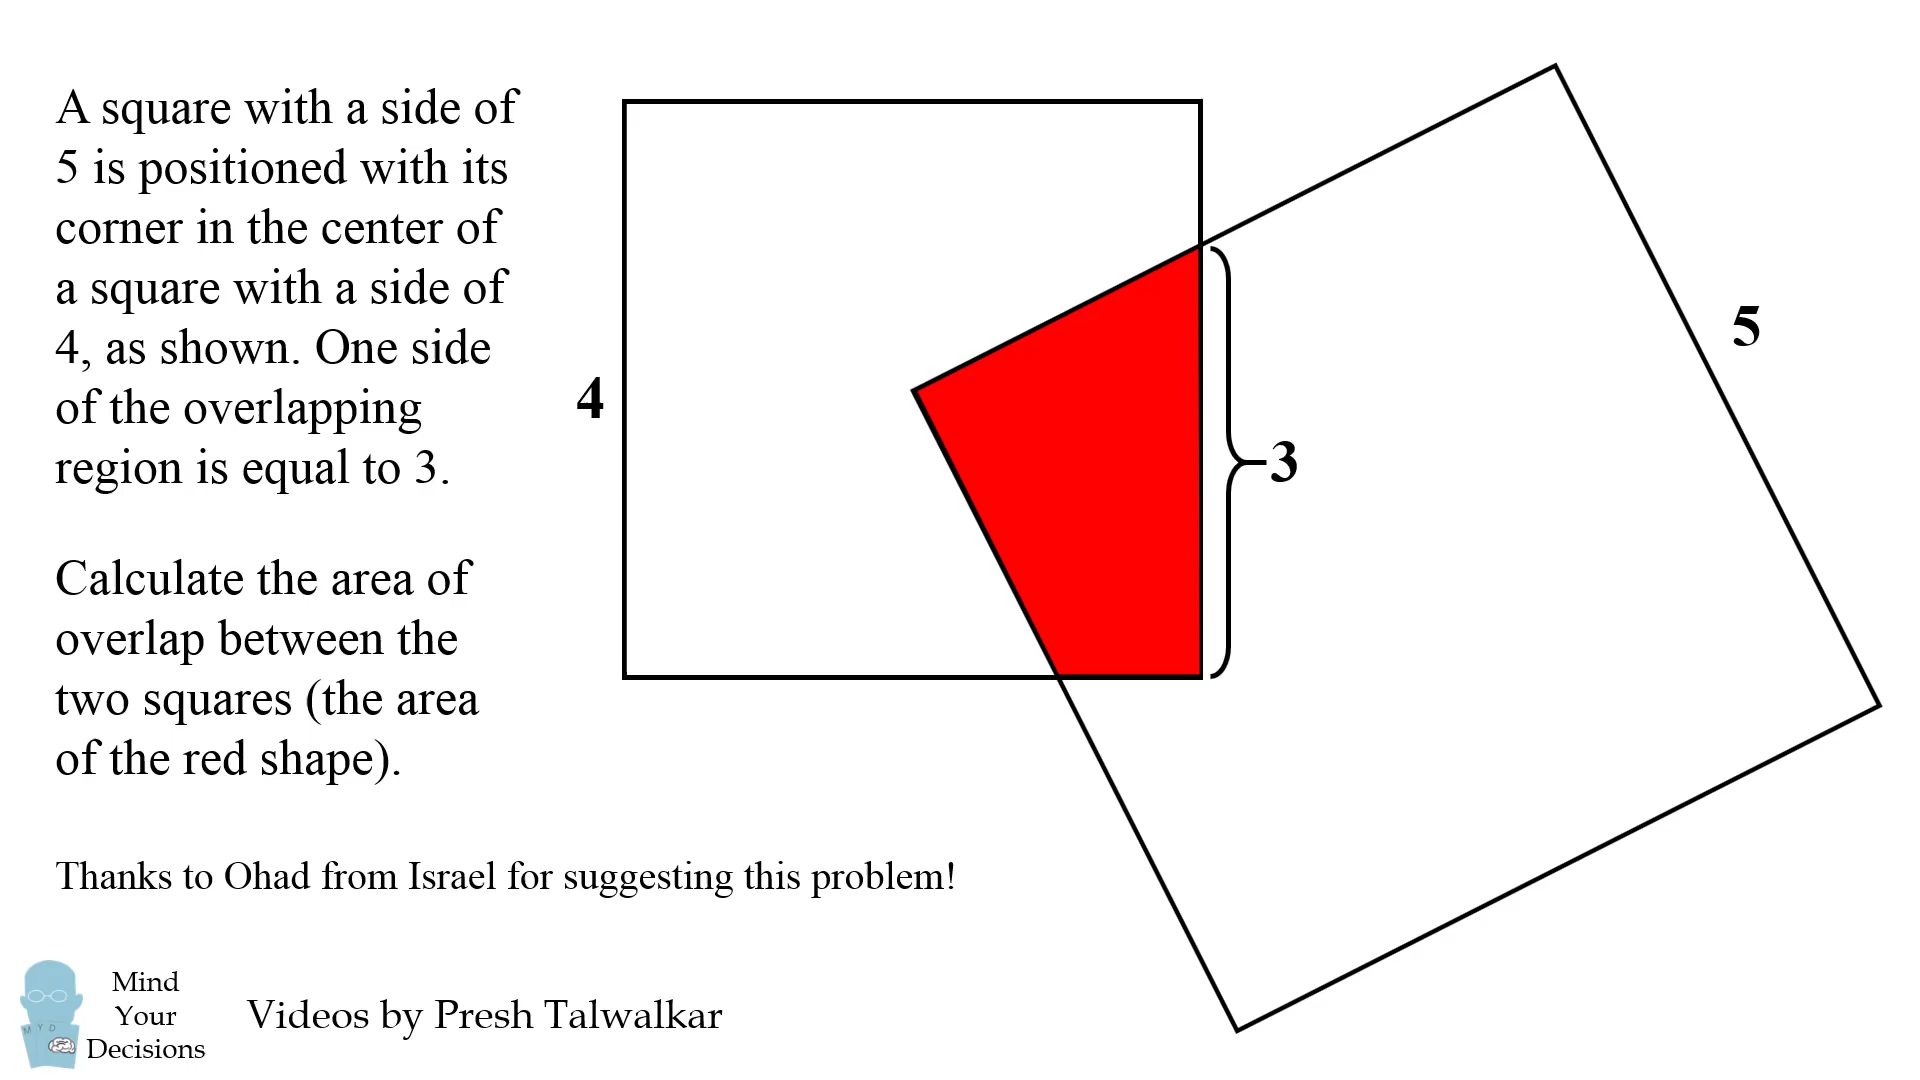 A square with a side of
5 is positioned with its
corner in the center of
a square with a side of
4, as shown. One side
of the overlapping
region is equal to 3.
Calculate the area of
overlap between the
two squares (the area
of the red shape).
4
3
5
Thanks to Ohad from Israel for suggesting this problem!
M Y D
Mind
Your
Decisions
Videos by Presh Talwalkar